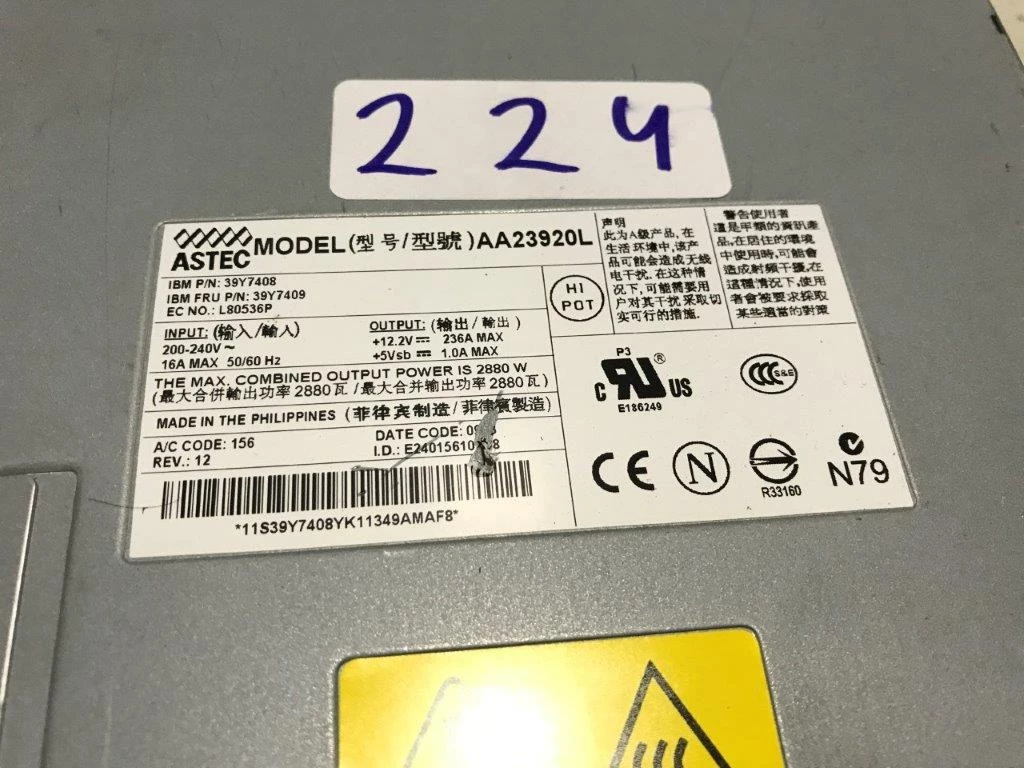 224
ASTEC MODEL (型号/型號) AA23920L
IBM P/N: 39Y7408
IBM FRU P/N: 39Y7409
EC NO.: L80536P
INPUT: (输入/輸入)
200-240V ~
16A MAX 50/60 Hz
OUTPUT: (输出/輸出)
+12.2V⎓ 236A MAX
+5Vsb⎓ 1.0A MAX
THE MAX. COMBINED OUTPUT POWER IS 2880 W
(最大合併輸出功率 2880瓦/最大合并输出功率2880瓦)
MADE IN THE PHILIPPINES (菲律宾制造/菲律賓製造)
A/C CODE: 156
REV.: 12
DATE CODE:
I.D.:
*11S39Y7408YK11349AMAF8*
HI
POT
声明
此为A级产品,在
生活环境中,该产
品可能会造成无线
电干扰.在这种情
况下,可能需要用
户对其干扰采取切
实可行的措施.
警告使用者
這是甲類的資訊產
品,在居住的環境
中使用時,可能會
造成射頻干擾,在
這種情況下,使用
者會被要求採取
某些適當的對策
P3
C RU ® US
E186249
CCC S&E
CE
N
R33160
N79